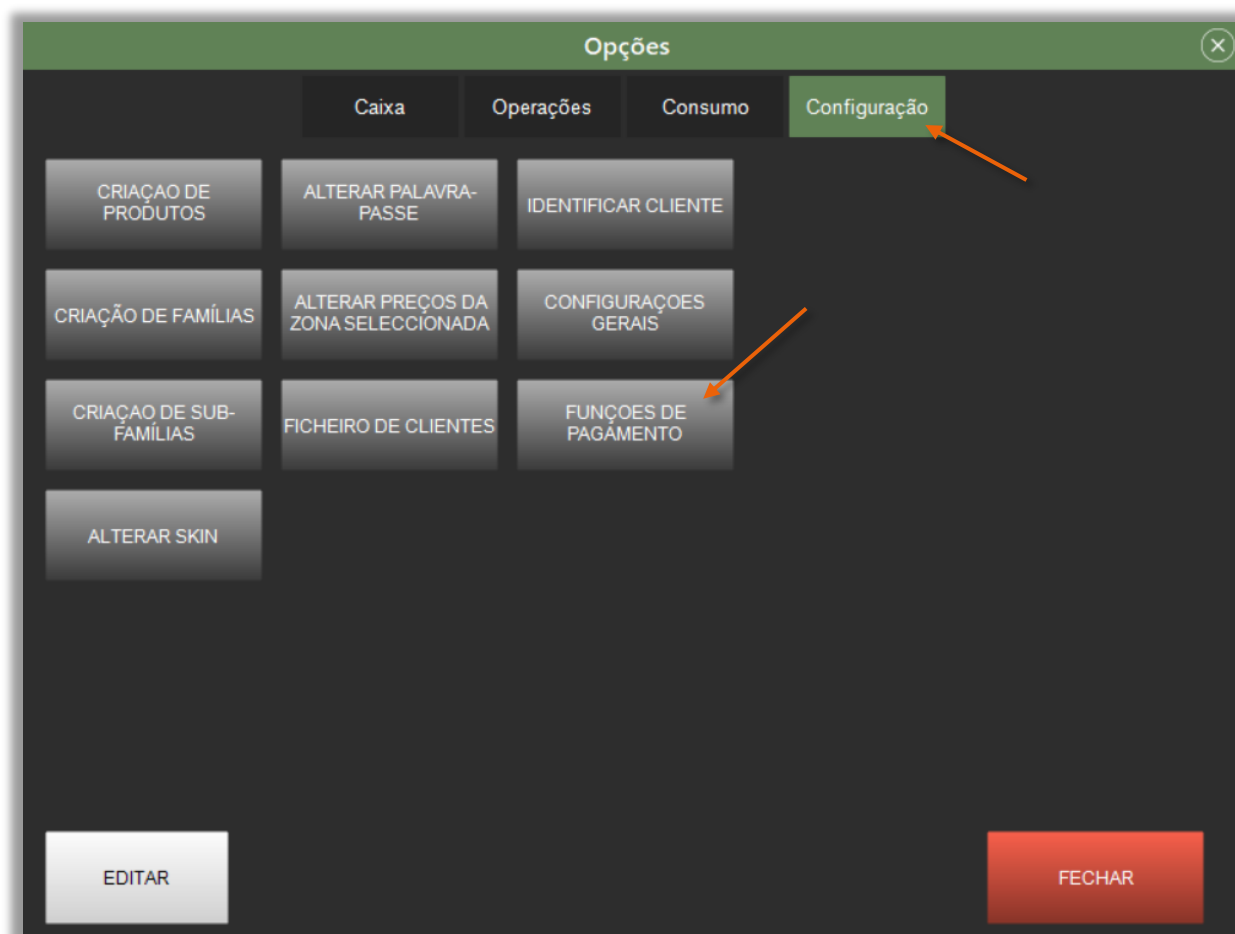 Opções
Caixa
Operações
Consumo
Configuração
CRIAÇAO DE
PRODUTOS
ALTERAR PALAVRA-
PASSE
IDENTIFICAR CLIENTE
CRIAÇÃO DE FAMÍLIAS
ALTERAR PREÇOS DA
ZONA SELECCIONADA
CONFIGURAÇOES
GERAIS
CRIAÇAO DE SUB-
FAMÍLIAS
FICHEIRO DE CLIENTES
FUNÇOES DE
PAGAMENTO
ALTERAR SKIN
EDITAR
FECHAR